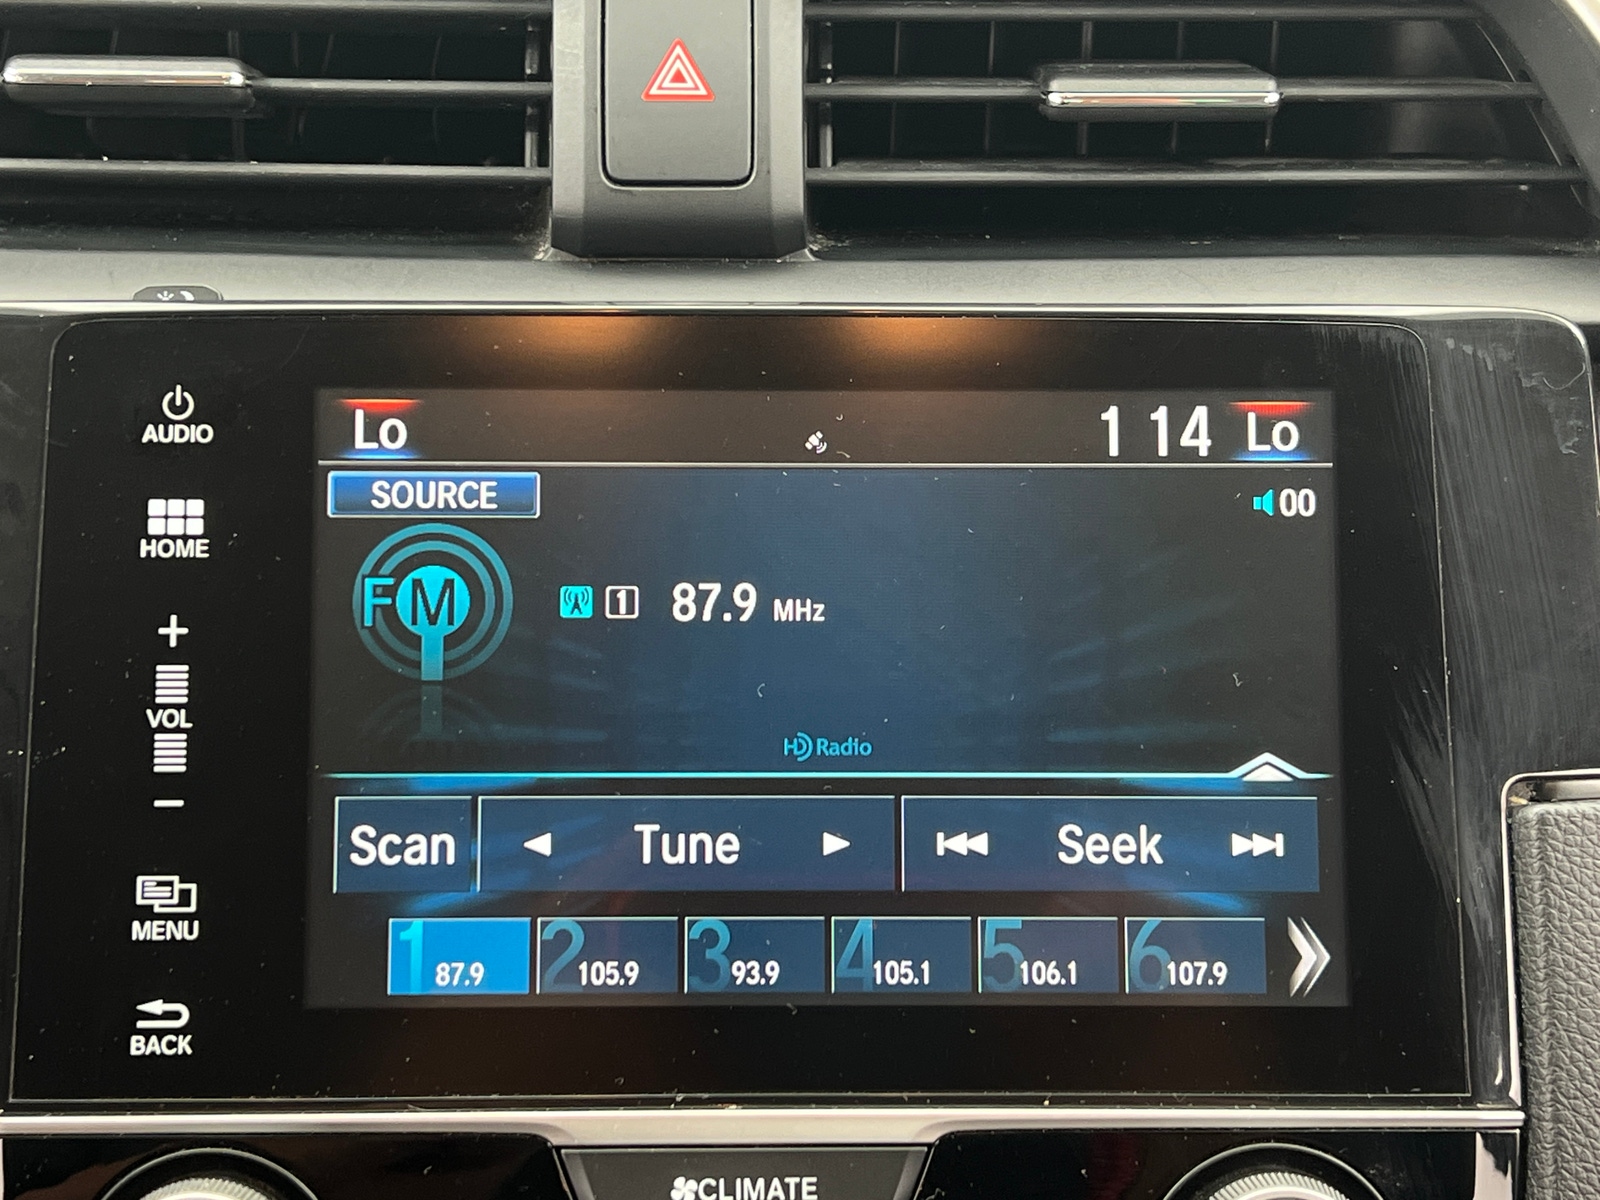 Lo 1 14 Lo
AUDIO
SOURCE 00
HOME
FM 1 87.9 MHz
+
VOL
HD Radio
−
Scan Tune Seek
MENU
1 87.9 2 105.9 3 93.9 4 105.1 5 106.1 6 107.9
BACK
CLIMATE